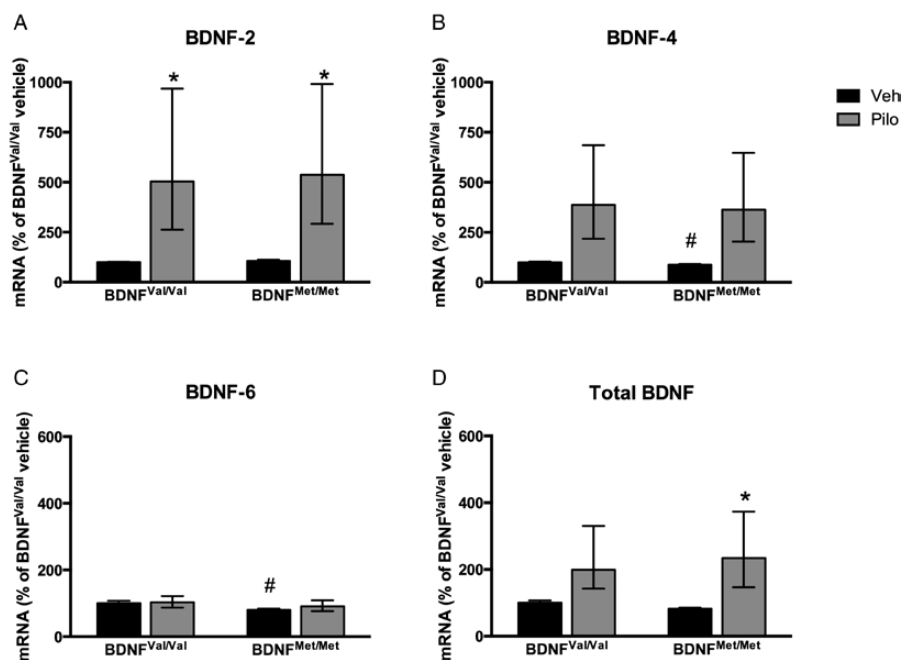 A
BDNF-2
mRNA (% of BDNFVal/Val vehicle)
1000
750
500
250
0
*
*
BDNFVal/Val
BDNFMet/Met
B
BDNF-4
mRNA (% of BDNFVal/Val vehicle)
1000
750
500
250
0
#
BDNFVal/Val
BDNFMet/Met
Veh
Pilo
C
BDNF-6
mRNA (% of BDNFVal/Val vehicle)
600
400
200
0
#
BDNFVal/Val
BDNFMet/Met
D
Total BDNF
mRNA (% of BDNFVal/Val vehicle)
600
400
200
0
*
BDNFVal/Val
BDNFMet/Met